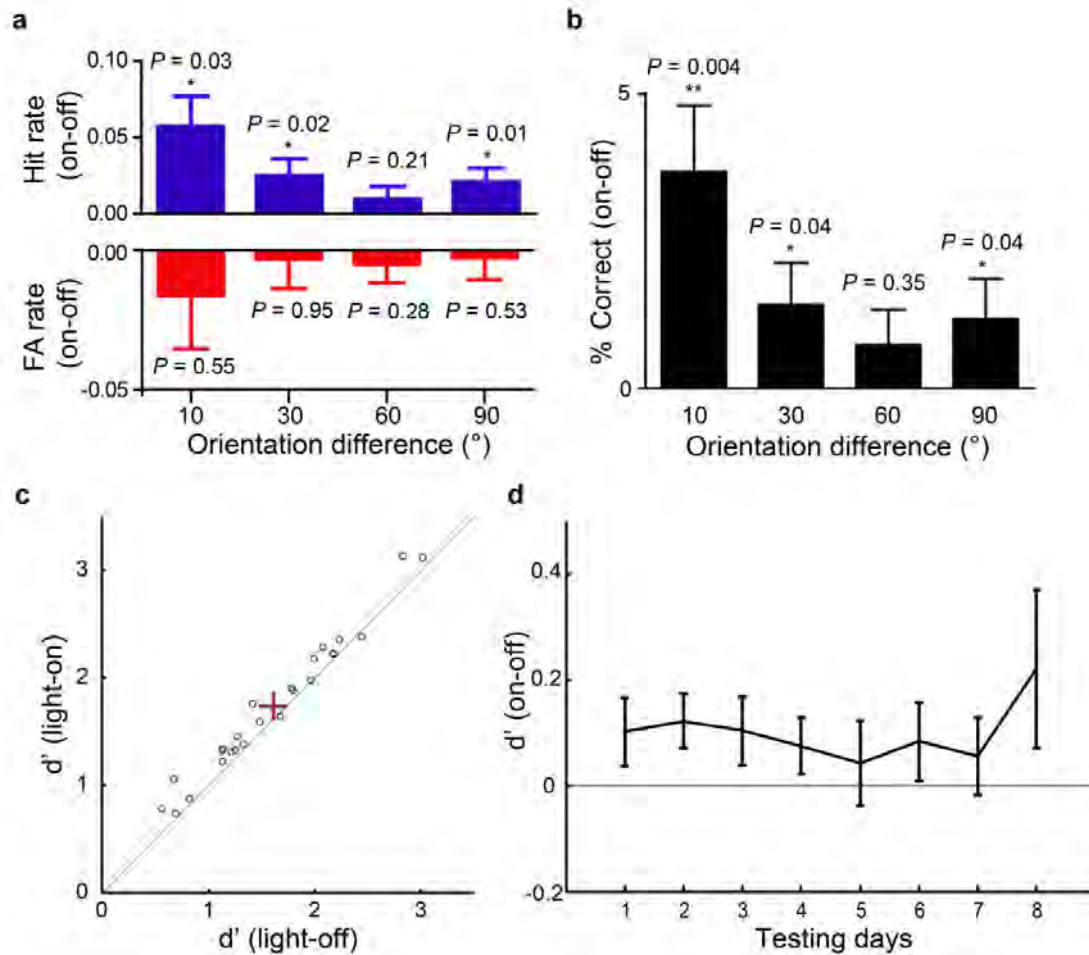 a
0.10
P = 0.03
*
P = 0.02
*
P = 0.21
P = 0.01
*
0.05
0.00
Hit rate
(on-off)
0.00
-0.05
FA rate
(on-off)
P = 0.55
P = 0.95
P = 0.28
P = 0.53
10 30 60 90
Orientation difference (°)
b
5
0
% Correct (on-off)
P = 0.004
**
P = 0.04
*
P = 0.35
P = 0.04
*
10 30 60 90
Orientation difference (°)
c
3
2
1
0
d' (light-on)
0 1 2 3
d' (light-off)
d
0.4
0.2
0
-0.2
d' (on-off)
1 2 3 4 5 6 7 8
Testing days